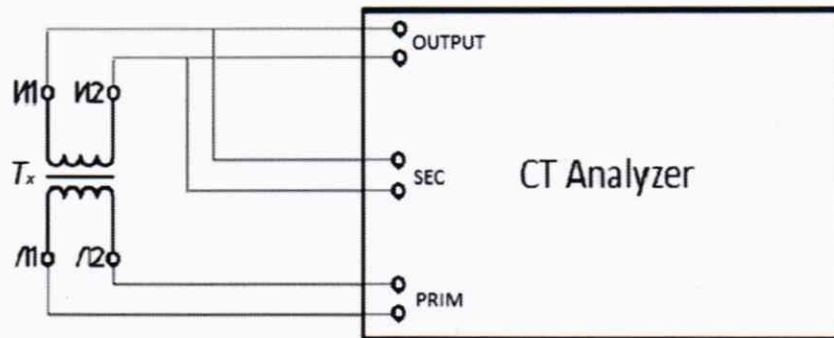 OUTPUT
И1 И2
Tx
SEC
CT Analyzer
Л1 Л2
PRIM